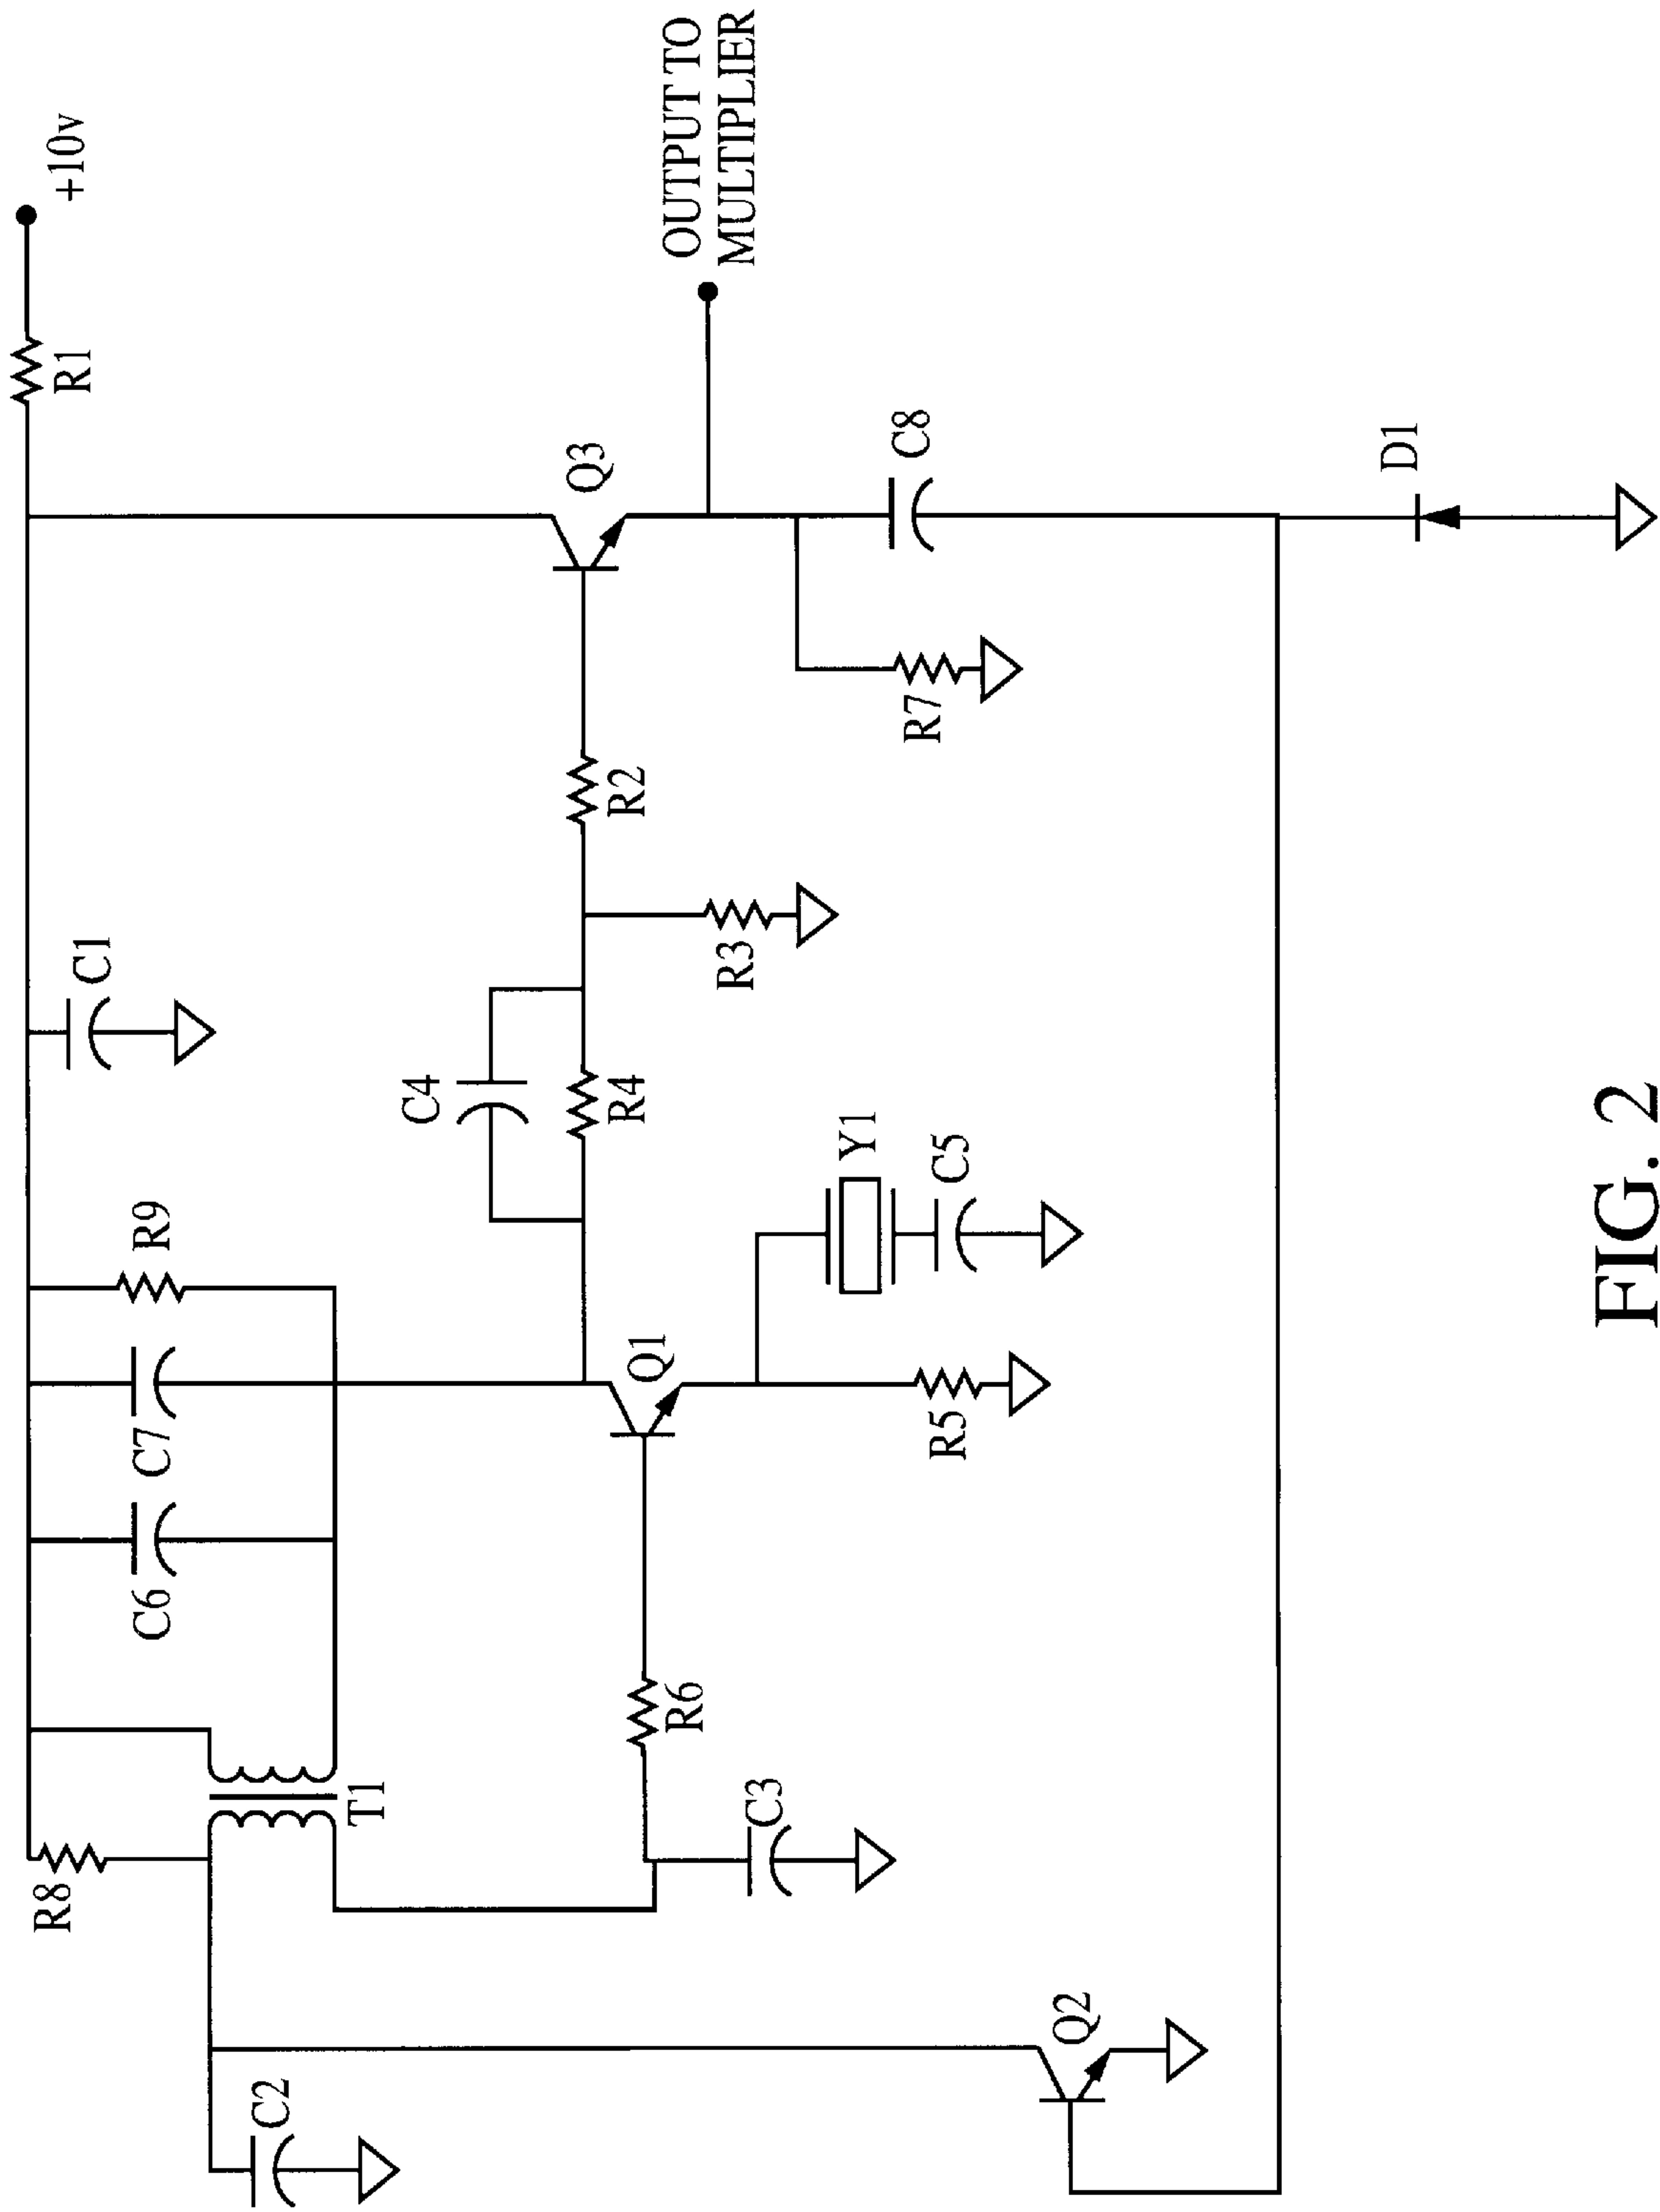 +10v
R1
OUTPUT TO
MULTIPLIER
Q3
C8
D1
R7
R2
R3
C1
C4
R4
Y1
C5
R9
Q1
C7
R5
C6
R6
T1
C3
R8
Q2
C2
FIG. 2